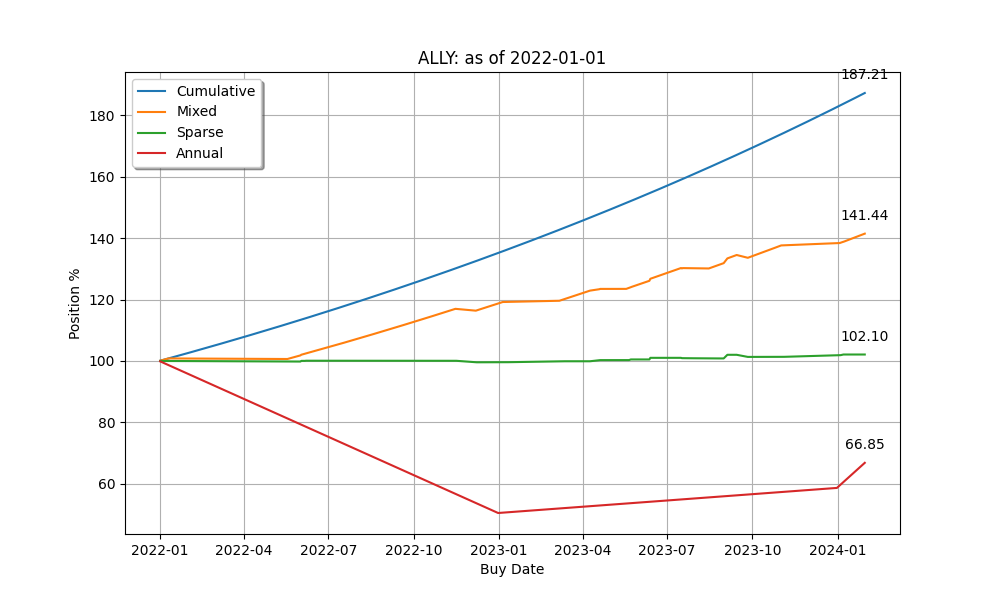 ALLY: as of 2022-01-01
187.21
Cumulative
Mixed
Sparse
Annual
141.44
102.10
66.85
180
160
140
120
100
80
60
Position %
2022-01 2022-04 2022-07 2022-10 2023-01 2023-04 2023-07 2023-10 2024-01
Buy Date